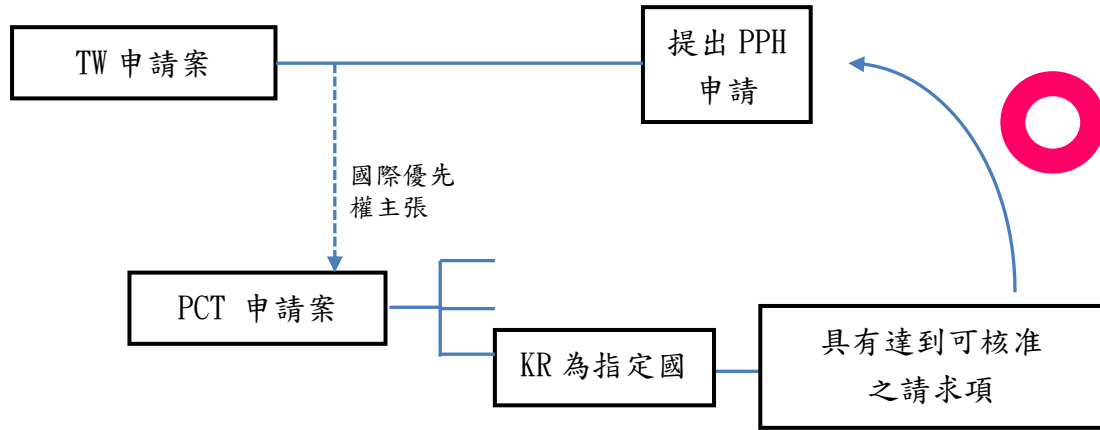 TW 申請案
提出 PPH
申請
國際優先
權主張
PCT 申請案
KR 為指定國
具有達到可核准
之請求項